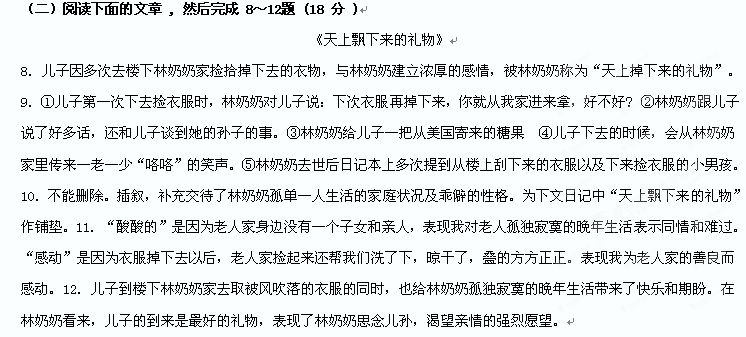 （二）阅读下面的文章 ，然后完成 8～12题（18 分 ）
《天上飘下来的礼物》
8. 儿子因多次去楼下林奶奶家捡拾掉下去的衣物，与林奶奶建立浓厚的感情，被林奶奶称为“天上掉下来的礼物”。
9. ①儿子第一次下去捡衣服时，林奶奶对儿子说：下次衣服再掉下来，你就从我家进来拿，好不好？②林奶奶跟儿子
说了好多话，还和儿子谈到她的孙子的事。③林奶奶给儿子一把从美国寄来的糖果 ④儿子下去的时候，会从林奶奶
家里传来一老一少“咯咯”的笑声。⑤林奶奶去世后日记本上多次提到从楼上刮下来的衣服以及下来捡衣服的小男孩。
10. 不能删除。插叙，补充交待了林奶奶孤单一人生活的家庭状况及乖僻的性格。为下文日记中“天上飘下来的礼物”
作铺垫。11. “酸酸的”是因为老人家身边没有一个子女和亲人，表现我对老人孤独寂寞的晚年生活表示同情和难过。
“感动”是因为衣服掉下去以后，老人家捡起来还帮我们洗了下，晾干了，叠的方方正正。表现我为老人家的善良而
感动。12. 儿子到楼下林奶奶家去取被风吹落的衣服的同时，也给林奶奶孤独寂寞的晚年生活带来了快乐和期盼。在
林奶奶看来，儿子的到来是最好的礼物，表现了林奶奶思念儿孙，渴望亲情的强烈愿望。